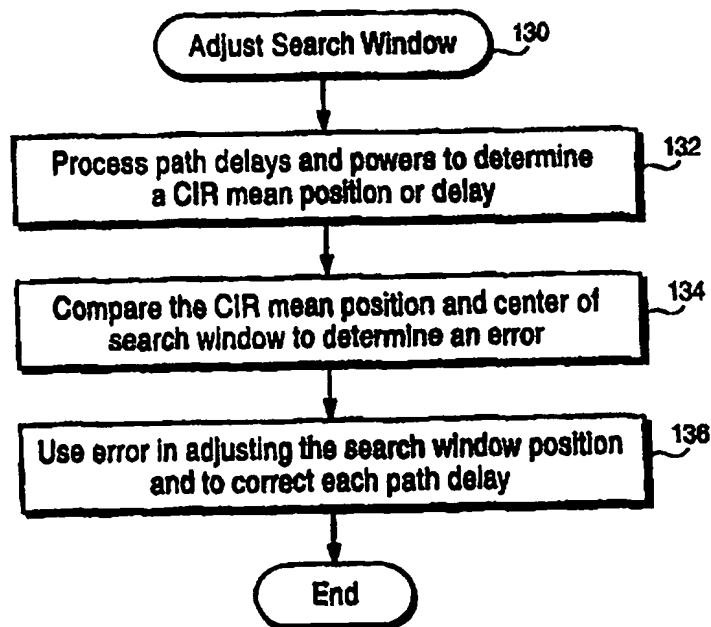 Adjust Search Window
130
Process path delays and powers to determine
a CIR mean position or delay
132
Compare the CIR mean position and center of
search window to determine an error
134
Use error in adjusting the search window position
and to correct each path delay
136
End